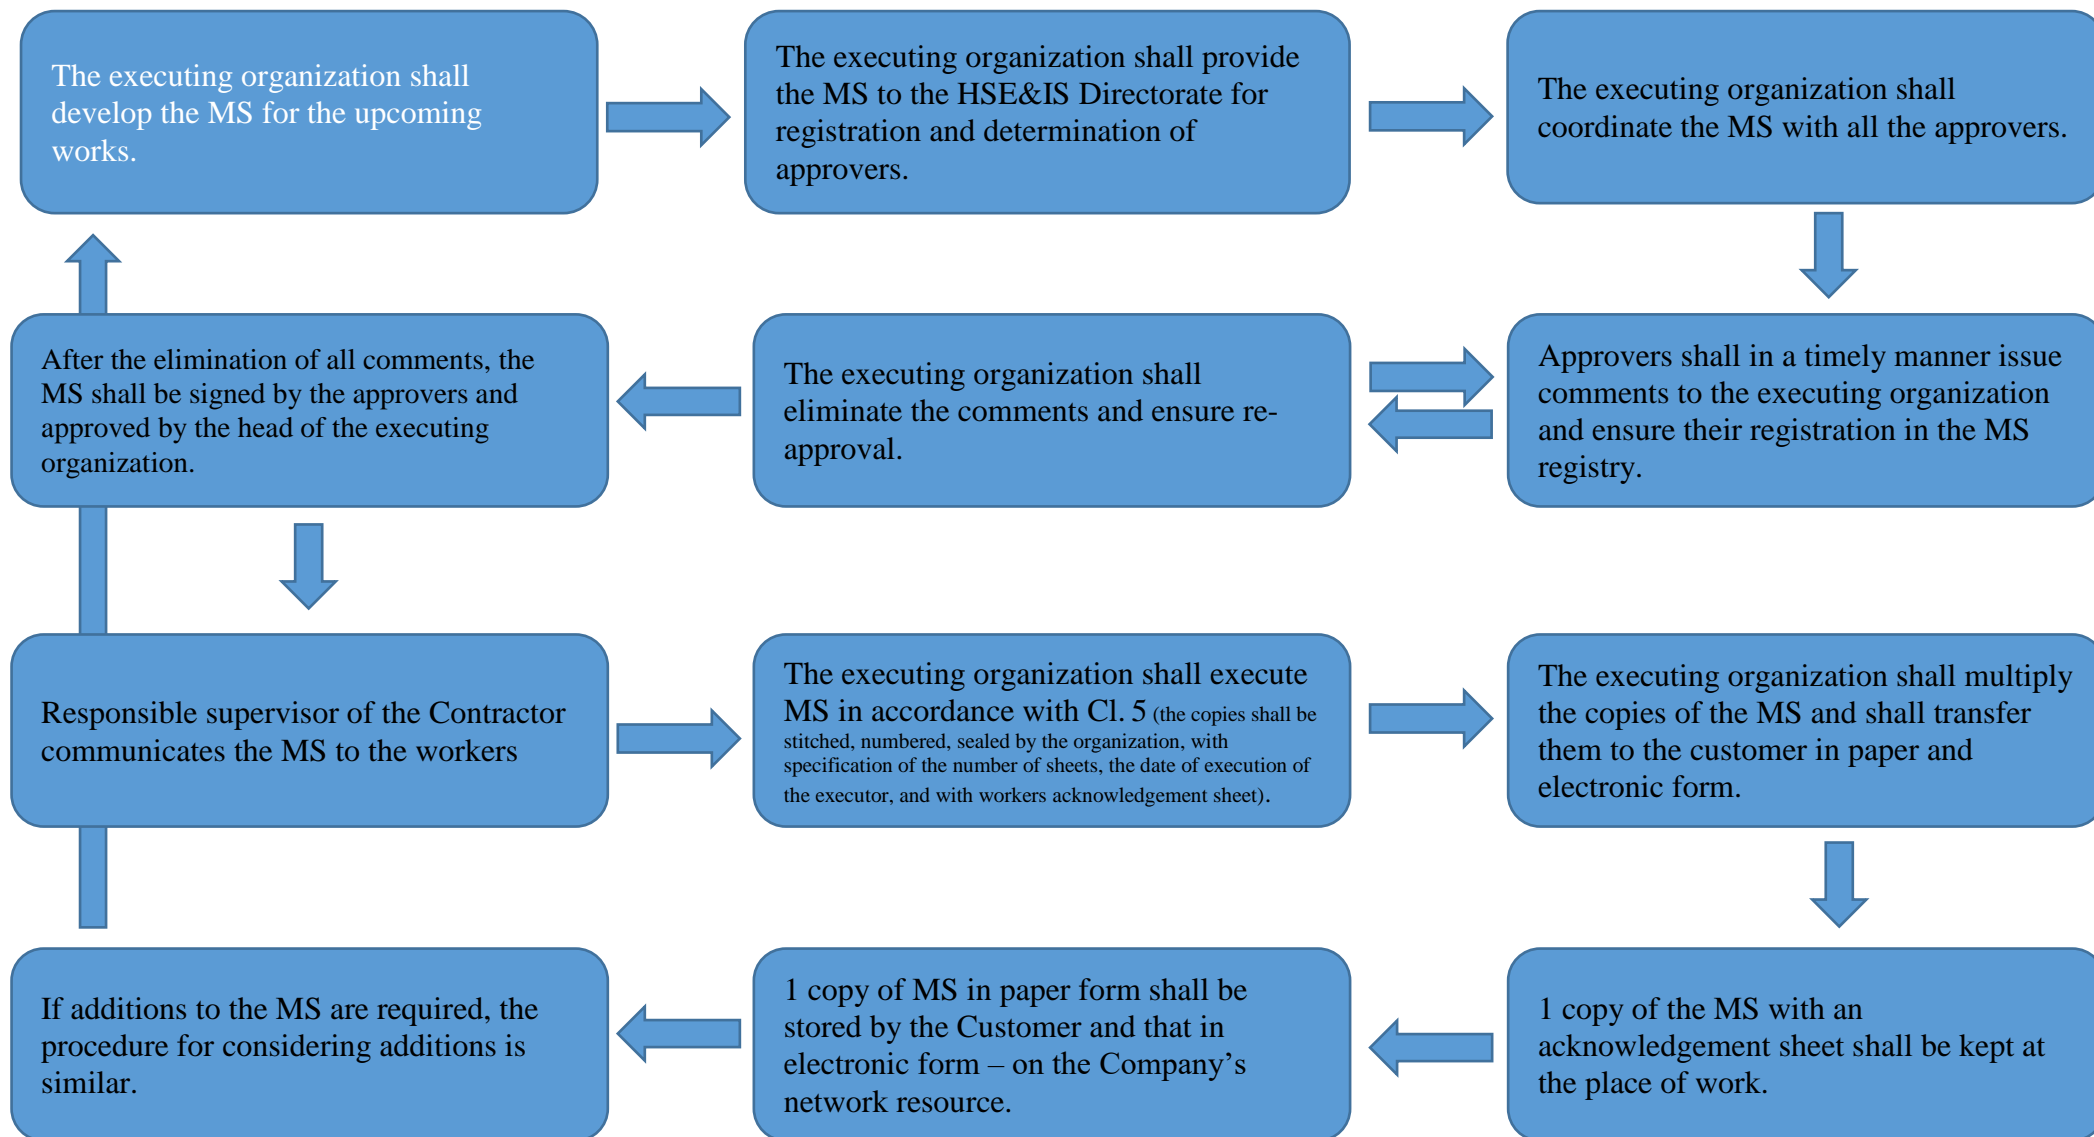 The executing organization shall
develop the MS for the upcoming
works.
The executing organization shall provide
the MS to the HSE&IS Directorate for
registration and determination of
approvers.
The executing organization shall
coordinate the MS with all the approvers.
Approvers shall in a timely manner issue
comments to the executing organization
and ensure their registration in the MS
registry.
The executing organization shall
eliminate the comments and ensure re-
approval.
After the elimination of all comments, the
MS shall be signed by the approvers and
approved by the head of the executing
organization.
Responsible supervisor of the Contractor
communicates the MS to the workers
The executing organization shall execute
MS in accordance with Cl. 5 (the copies shall be
stitched, numbered, sealed by the organization, with
specification of the number of sheets, the date of execution of
the executor, and with workers acknowledgement sheet).
The executing organization shall multiply
the copies of the MS and shall transfer
them to the customer in paper and
electronic form.
1 copy of the MS with an
acknowledgement sheet shall be kept at
the place of work.
1 copy of MS in paper form shall be
stored by the Customer and that in
electronic form – on the Company’s
network resource.
If additions to the MS are required, the
procedure for considering additions is
similar.